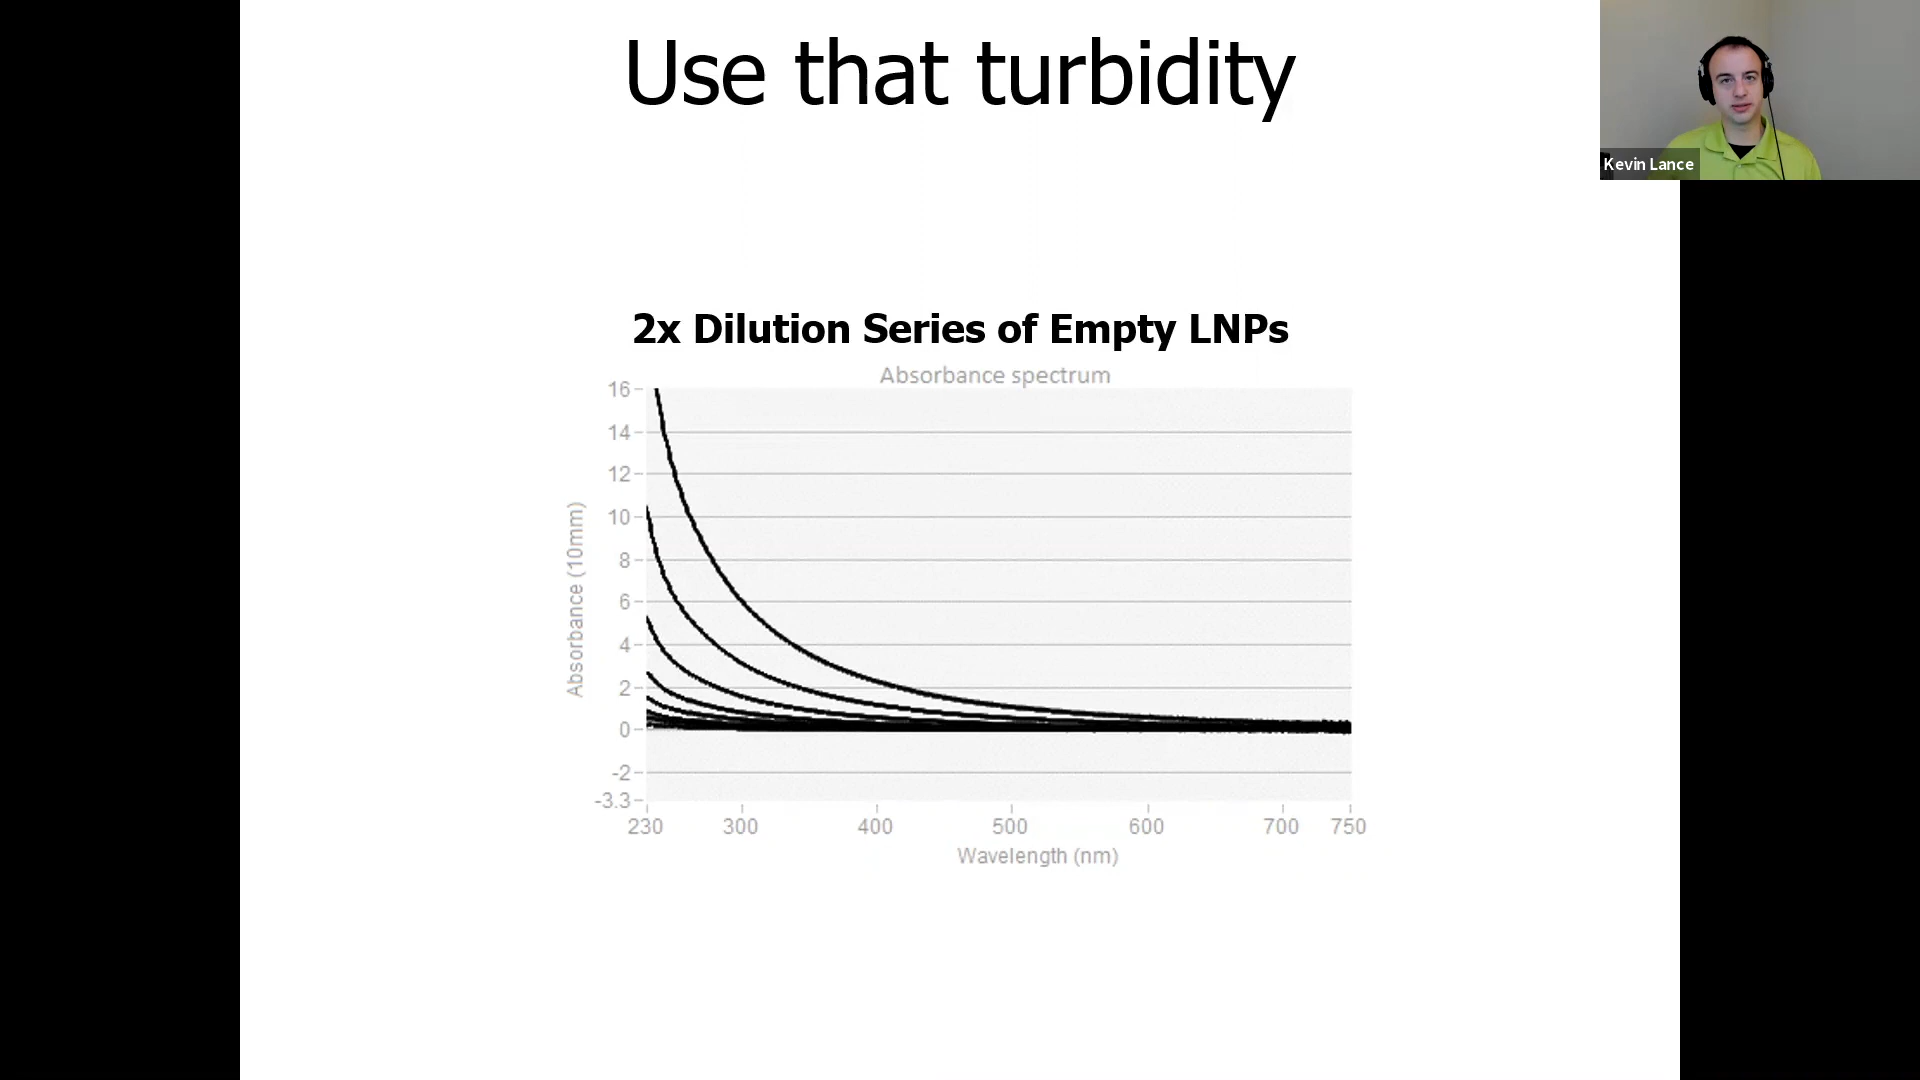 Use that turbidity
Kevin Lance
2x Dilution Series of Empty LNPs
Absorbance spectrum
16
14
12
10
8
6
4
2
0
-2
-3.3
Absorbance (10mm)
230 300 400 500 600 700 750
Wavelength (nm)